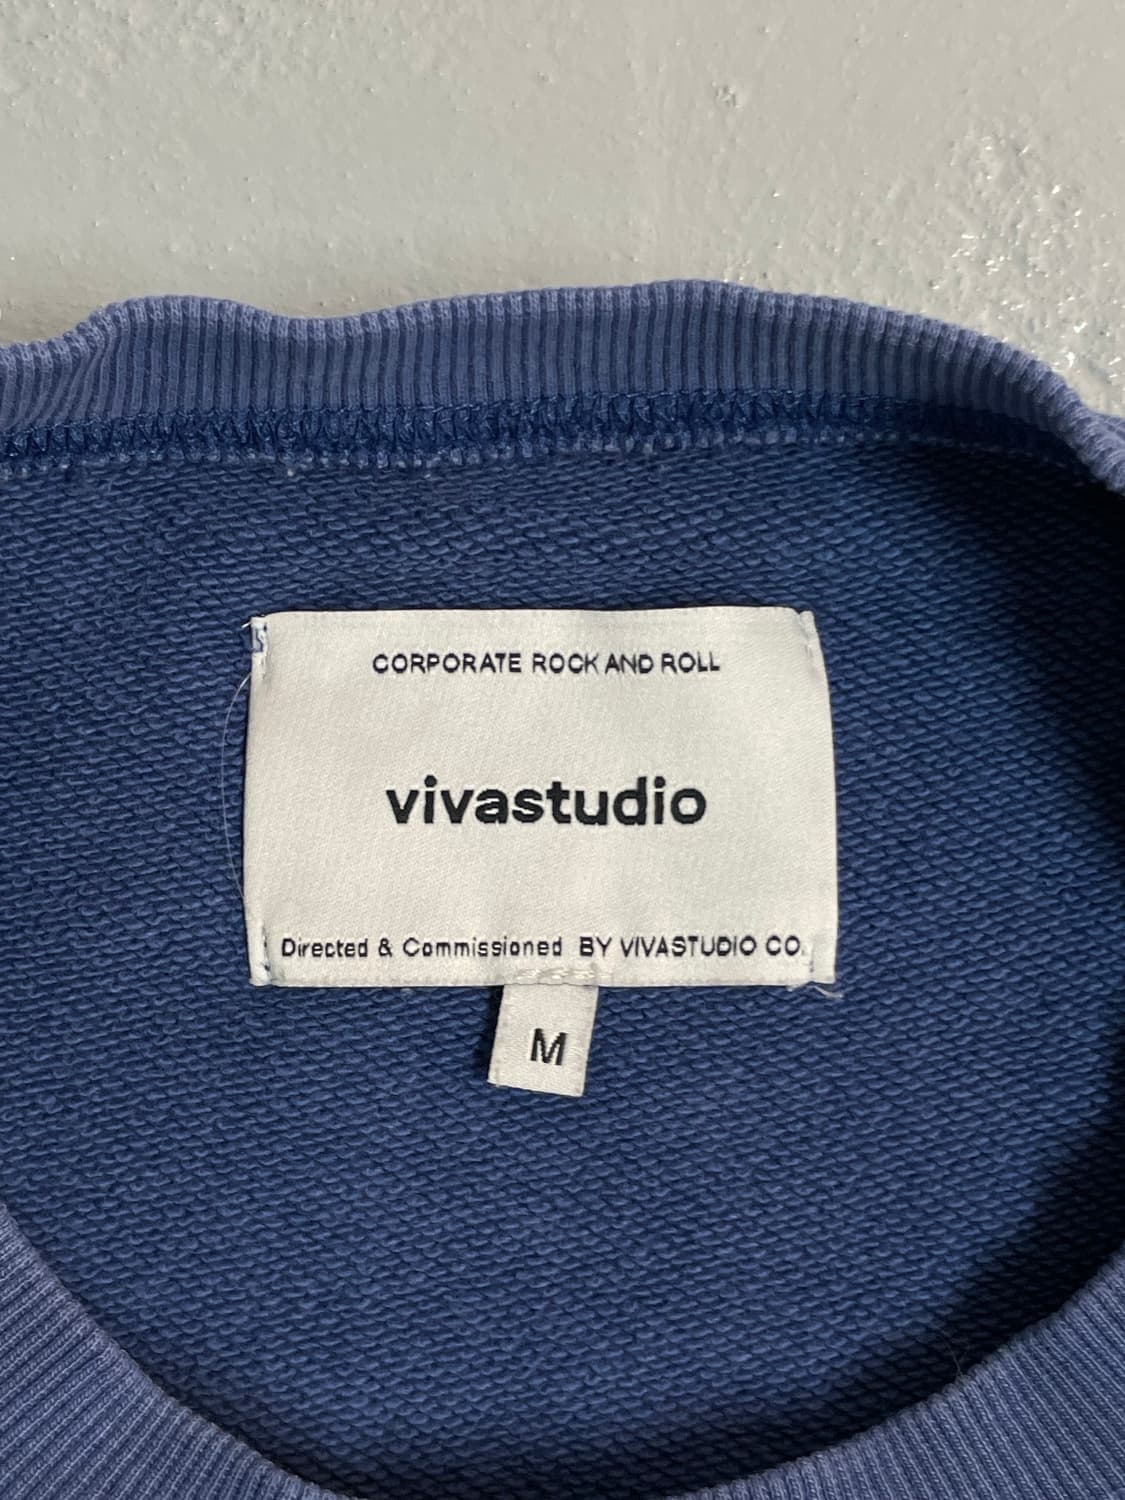 CORPORATE ROCK AND ROLL
vivastudio
Directed & Commissioned BY VIVASTUDIO CO.
M